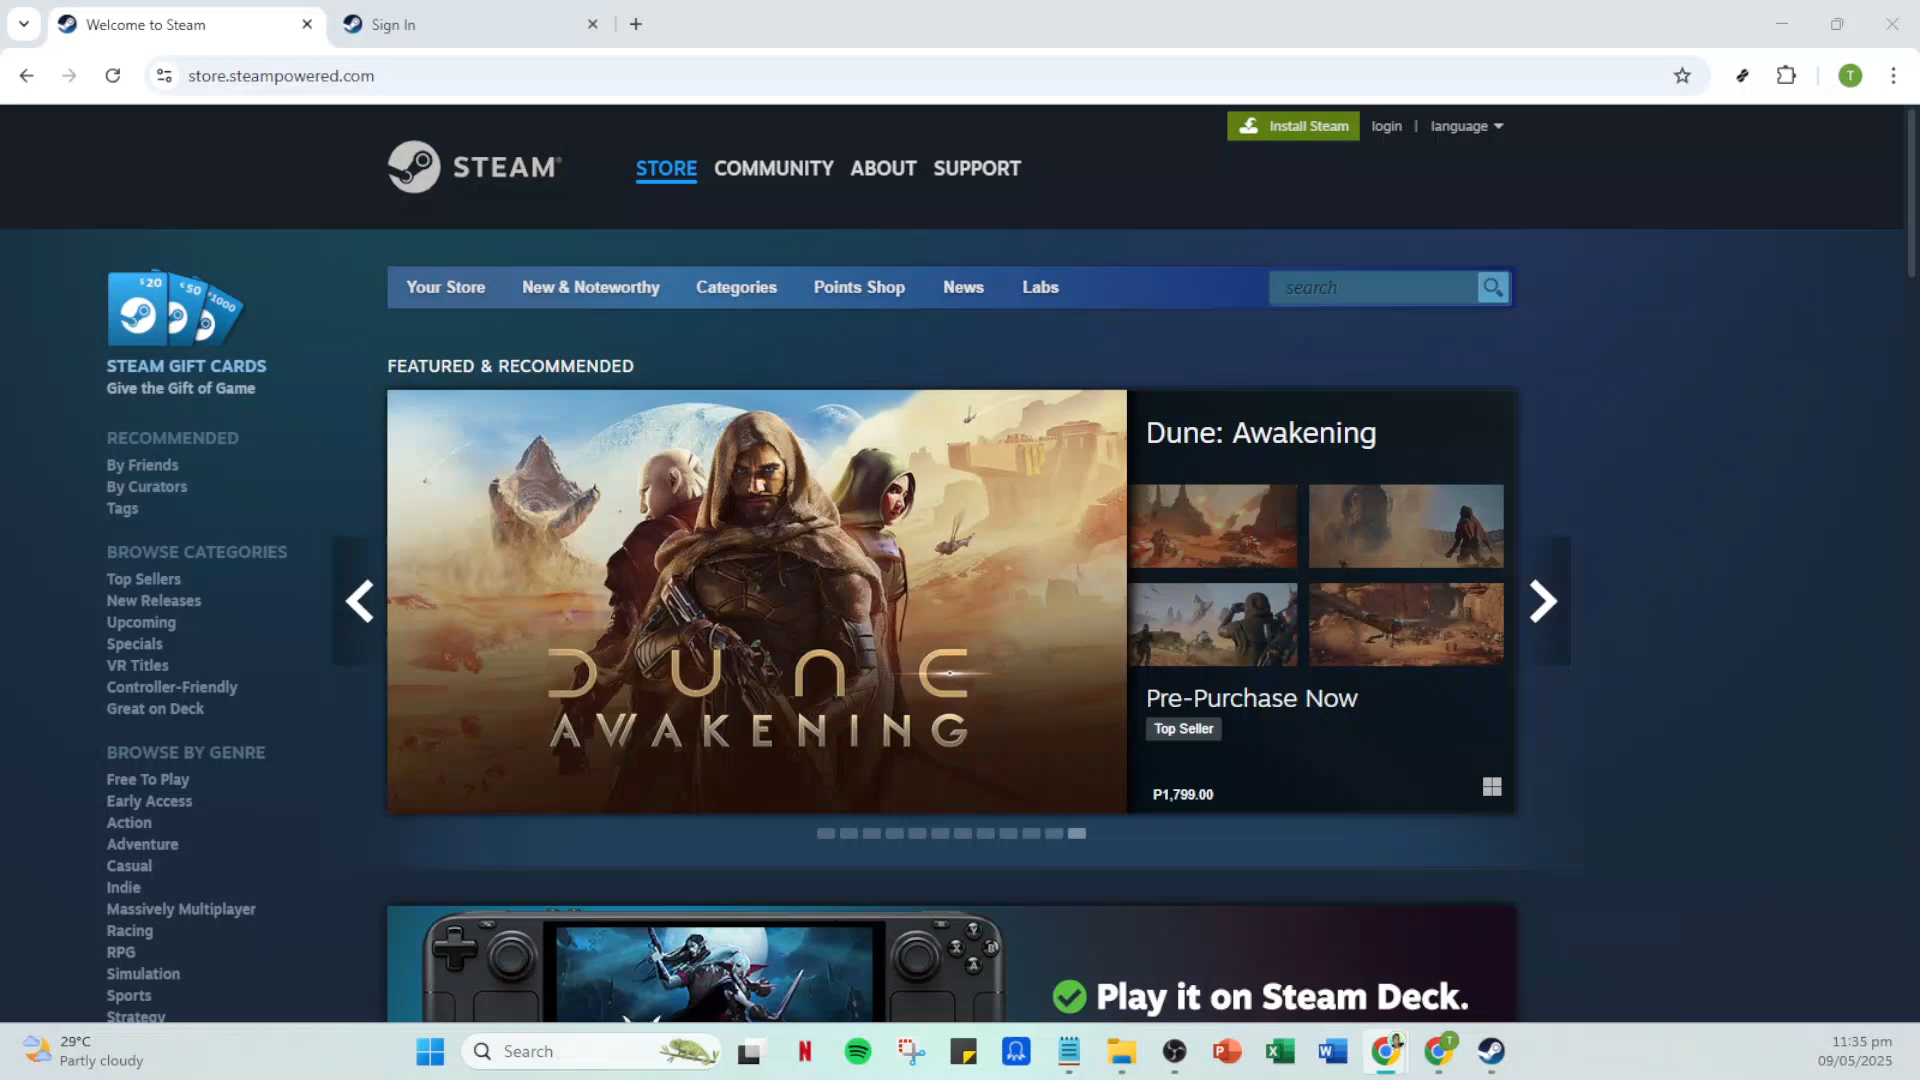 Welcome to Steam
Sign In
store.steampowered.com
T
Install Steam
login | language
STEAM®
STORE COMMUNITY ABOUT SUPPORT
$20 €50 $1000
STEAM GIFT CARDS
Give the Gift of Game
RECOMMENDED
By Friends
By Curators
Tags
BROWSE CATEGORIES
Top Sellers
New Releases
Upcoming
Specials
VR Titles
Controller-Friendly
Great on Deck
BROWSE BY GENRE
Free To Play
Early Access
Action
Adventure
Casual
Indie
Massively Multiplayer
Racing
RPG
Simulation
Sports
Strategy
Your Store New & Noteworthy Categories Points Shop News Labs
search
FEATURED & RECOMMENDED
DUNE
AWAKENING
Dune: Awakening
Pre-Purchase Now
Top Seller
P1,799.00
Y
X B
A
Play it on Steam Deck.
29°C
Partly cloudy
Search
11:35 pm
09/05/2025